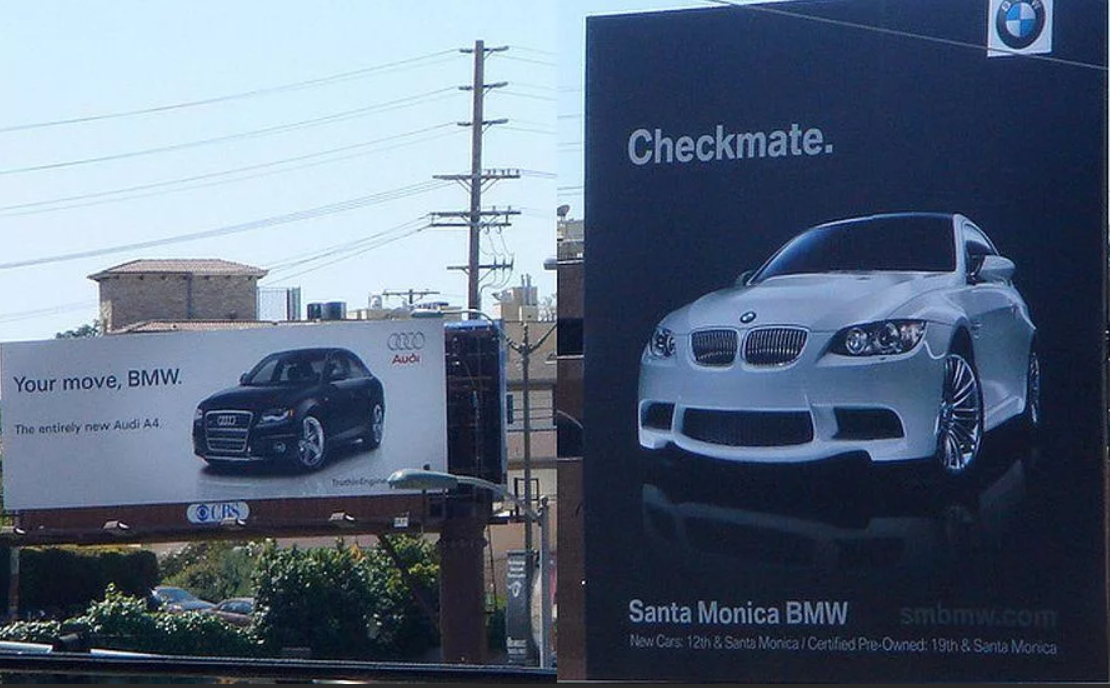 Your move, BMW.
The entirely new Audi A4.
Audi
CBS
Checkmate.
Santa Monica BMW
smbmw.com
New Cars: 12th & Santa Monica / Certified Pre-Owned: 19th & Santa Monica